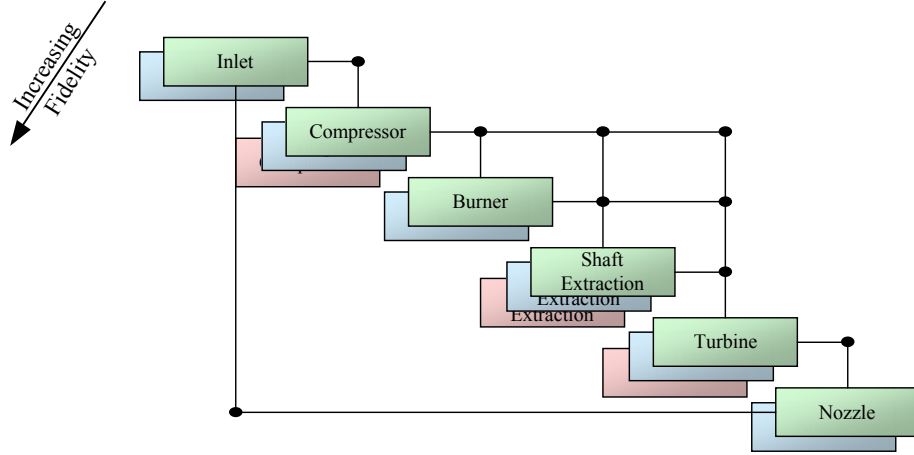 Increasing
Fidelity
Inlet
Compressor
Burner
Shaft
Extraction
Extraction
Extraction
Turbine
Nozzle